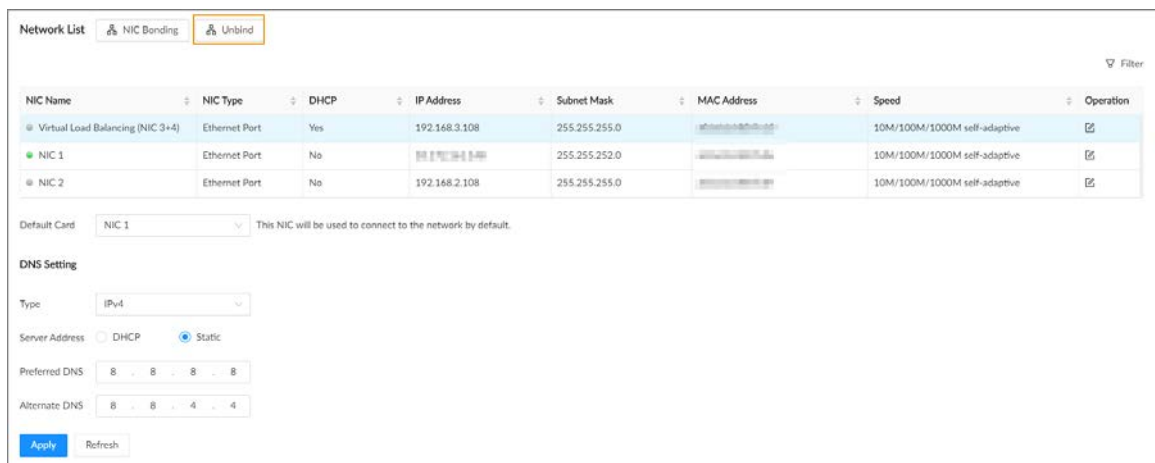 Network List NIC Bonding Unbind
Filter
NIC Name NIC Type DHCP IP Address Subnet Mask MAC Address Speed Operation
Virtual Load Balancing (NIC 3+4) Ethernet Port Yes 192.168.3.108 255.255.255.0 10M/100M/1000M self-adaptive
NIC 1 Ethernet Port No 255.255.252.0 10M/100M/1000M self-adaptive
NIC 2 Ethernet Port No 192.168.2.108 255.255.255.0 10M/100M/1000M self-adaptive
Default Card NIC 1 This NIC will be used to connect to the network by default.
DNS Setting
Type IPv4
Server Address DHCP Static
Preferred DNS 8 . 8 . 8 . 8
Alternate DNS 8 . 8 . 4 . 4
Apply Refresh